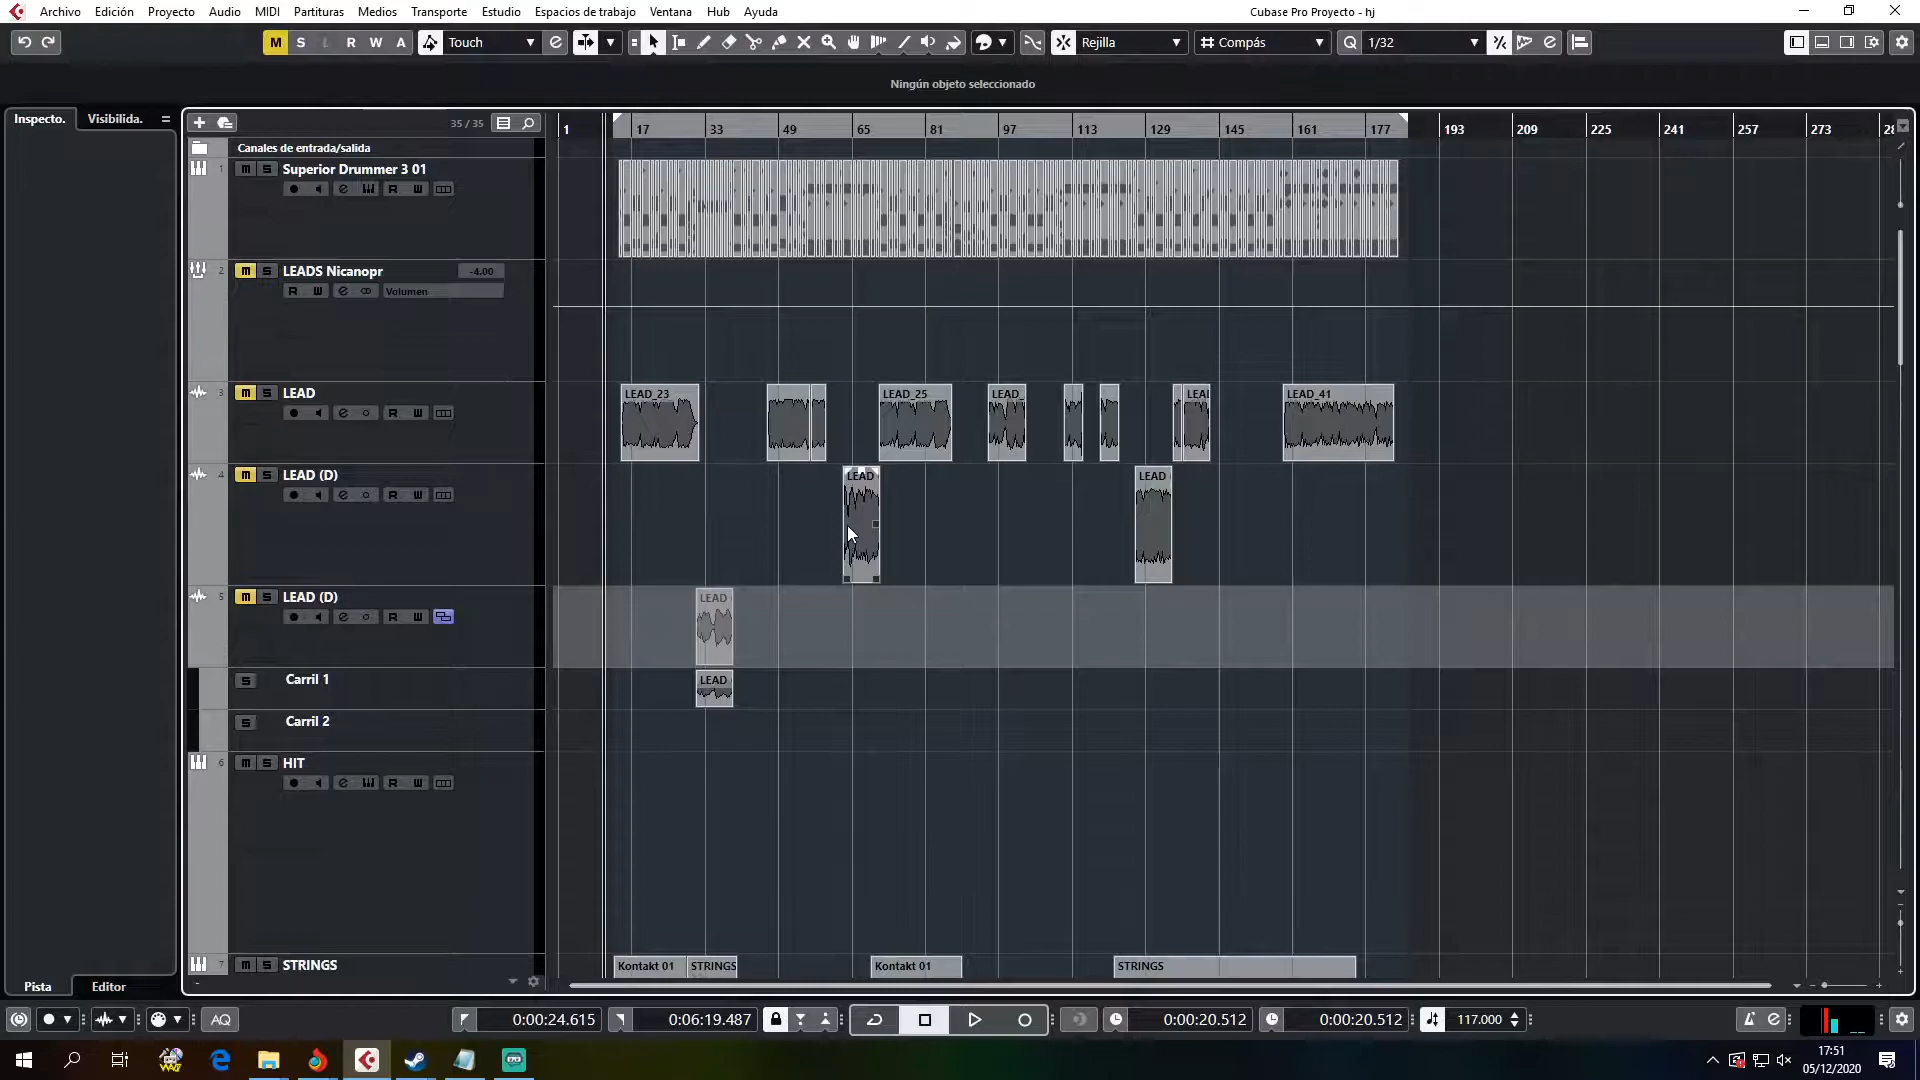 Archivo Edición Proyecto Audio MIDI Partituras Medios Transporte Estudio Espacios de trabajo Ventana Hub Ayuda
Cubase Pro Proyecto - hj
M S L R W A Touch Rejilla Compás Q 1/32
Ningún objeto seleccionado
Inspecto. Visibilida.
35 / 35
1 17 33 49 65 81 97 113 129 145 161 177 193 209 225 241 257 273
Canales de entrada/salida
1 M S Superior Drummer 3 01
R W
2 M S LEADS Nicanopr -4.00
R W Volumen
3 M S LEAD
R W
LEAD_23 LEAD_25 LEAD_ LEAD_41
4 M S LEAD (D)
R W
LEAD LEAD
5 M S LEAD (D)
R W
LEAD
S Carril 1
LEAD
S Carril 2
6 M S HIT
R W
7 M S STRINGS
Kontakt 01 STRINGS Kontakt 01 STRINGS
Pista Editor
AQ 0:00:24.615 0:06:19.487 0:00:20.512 0:00:20.512 117.000
17:51
05/12/2020